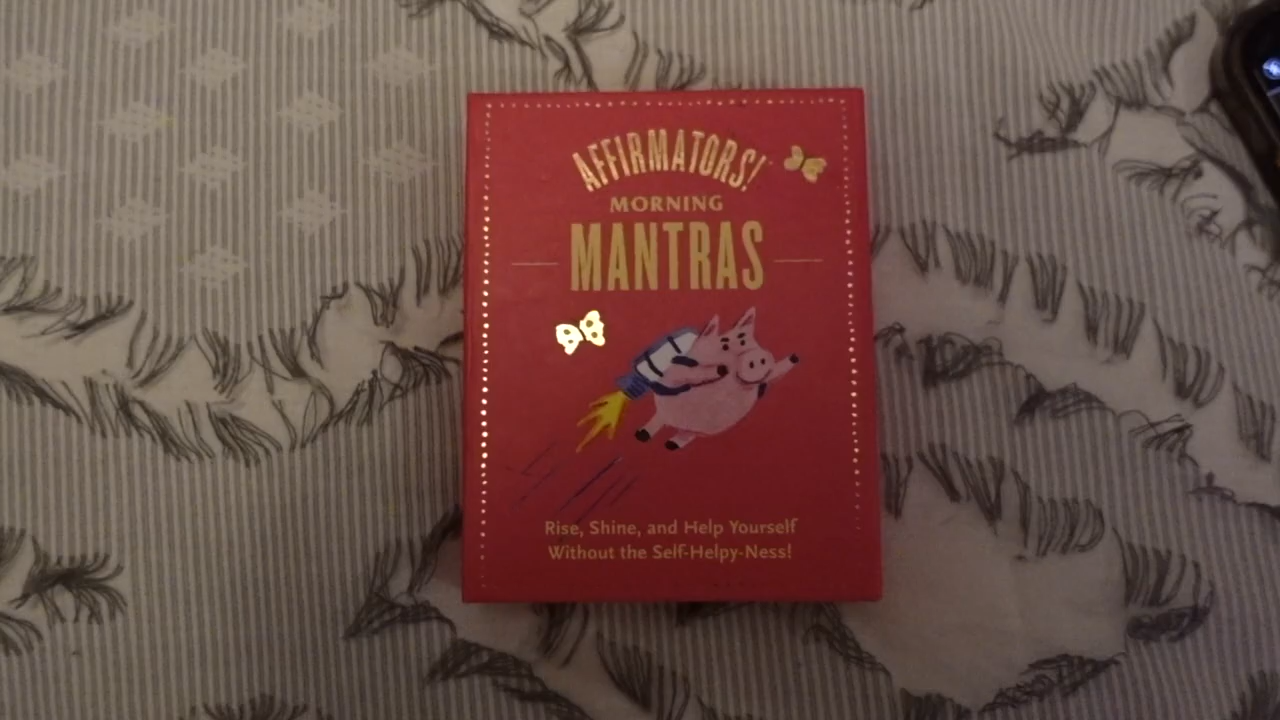 AFFIRMATORS!
MORNING
MANTRAS
Rise, Shine, and Help Yourself
Without the Self-Helpy-Ness!